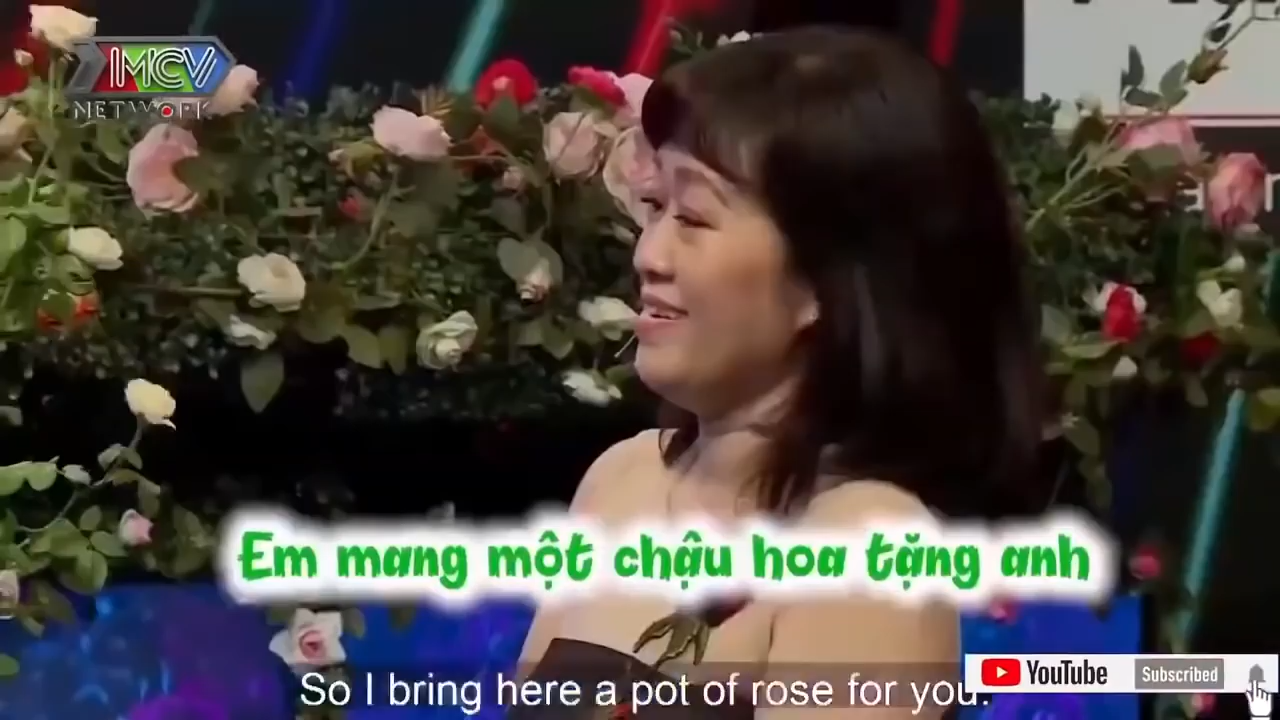 MCV
NETWORK
Em mang một chậu hoa tặng anh
So I bring here a pot of rose for you.
YouTube
Subscribed